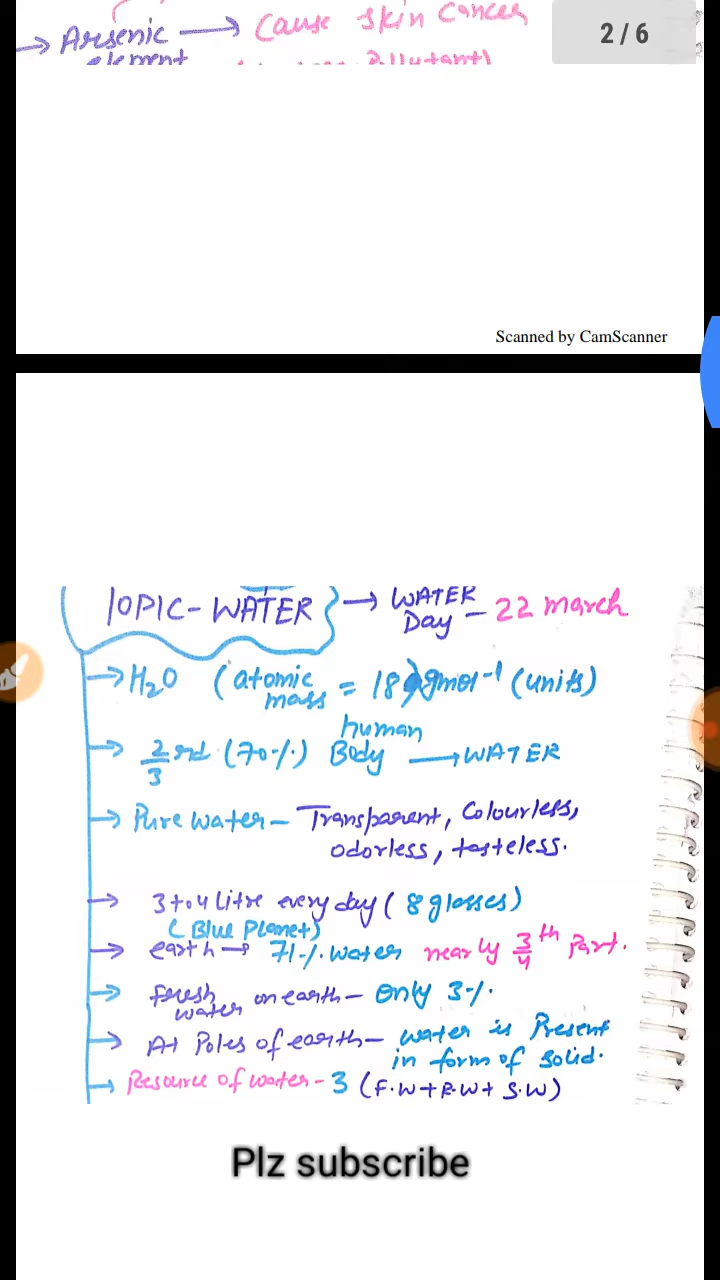 → Arsenic → Cause Skin Cancer
element
2/6
Scanned by CamScanner
TOPIC-WATER → WATER Day - 22 march
→ H₂O (atomic mass = 18 gmol⁻¹ (units)
→ 2/3rd (70%) human Body → WATER
→ Pure water - Transparent, Colourless,
odorless, tasteless.
→ 3 to 4 Litre every day (8 glasses)
(Blue Planet)
→ earth → 71% water nearly 3/4th Part.
→ fresh water on earth - Only 3%.
→ At Poles of earth - water is Present
in form of solid.
→ Resource of water - 3 (F.W+R.W+S.W)
Plz subscribe